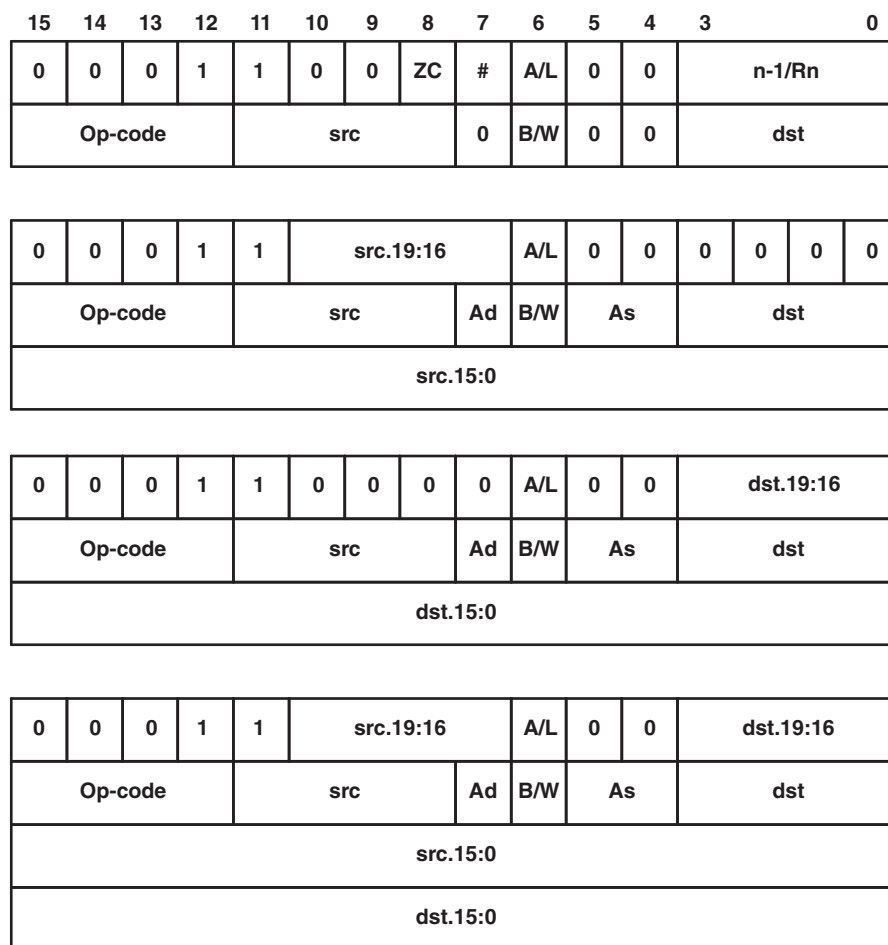 15 14 13 12 11 10 9 8 7 6 5 4 3 0
0 0 0 1 1 0 0 ZC # A/L 0 0 n-1/Rn
Op-code src 0 B/W 0 0 dst
0 0 0 1 1 src.19:16 A/L 0 0 0 0 0 0
Op-code src Ad B/W As dst
src.15:0
0 0 0 1 1 0 0 0 0 A/L 0 0 dst.19:16
Op-code src Ad B/W As dst
dst.15:0
0 0 0 1 1 src.19:16 A/L 0 0 dst.19:16
Op-code src Ad B/W As dst
src.15:0
dst.15:0